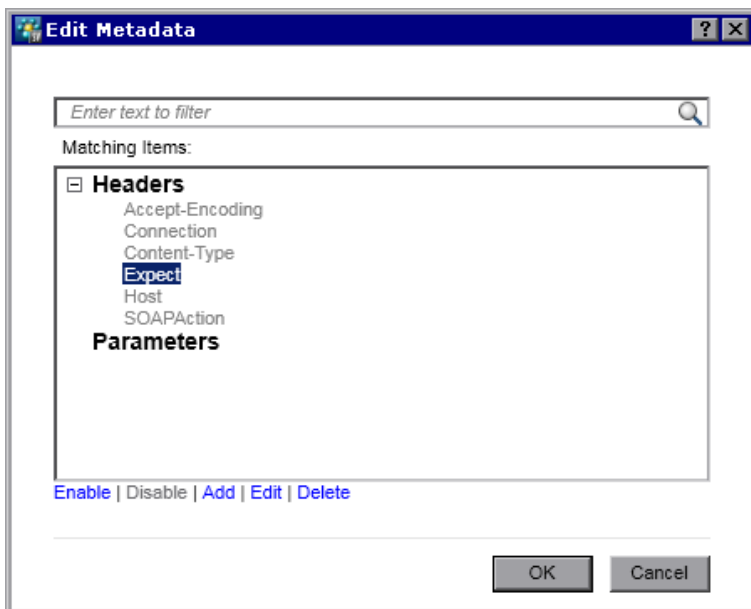 Edit Metadata
Enter text to filter
Matching Items:
Headers
Accept-Encoding
Connection
Content-Type
Expect
Host
SOAPAction
Parameters
Enable | Disable | Add | Edit | Delete
OK Cancel